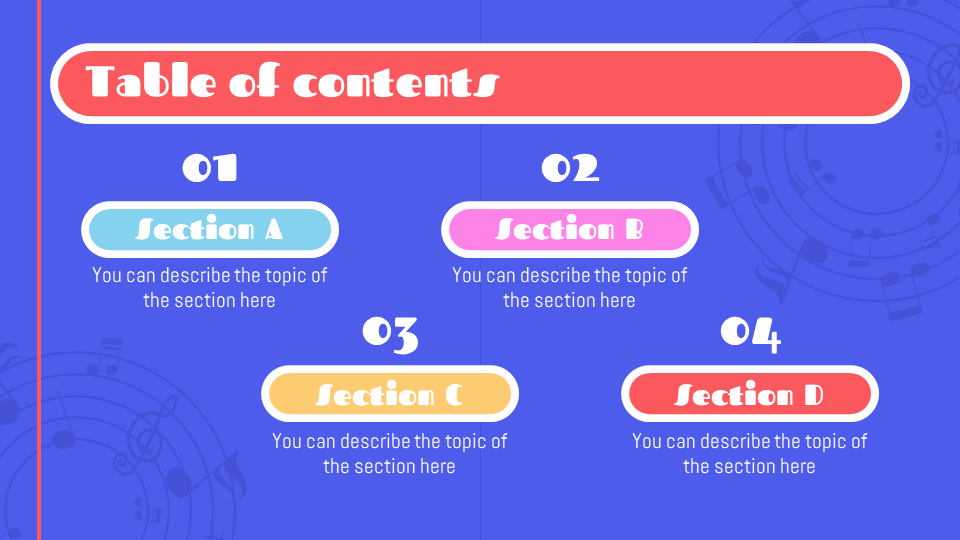 Table of contents
01
Section A
You can describe the topic of
the section here
02
Section B
You can describe the topic of
the section here
03
Section C
You can describe the topic of
the section here
04
Section D
You can describe the topic of
the section here